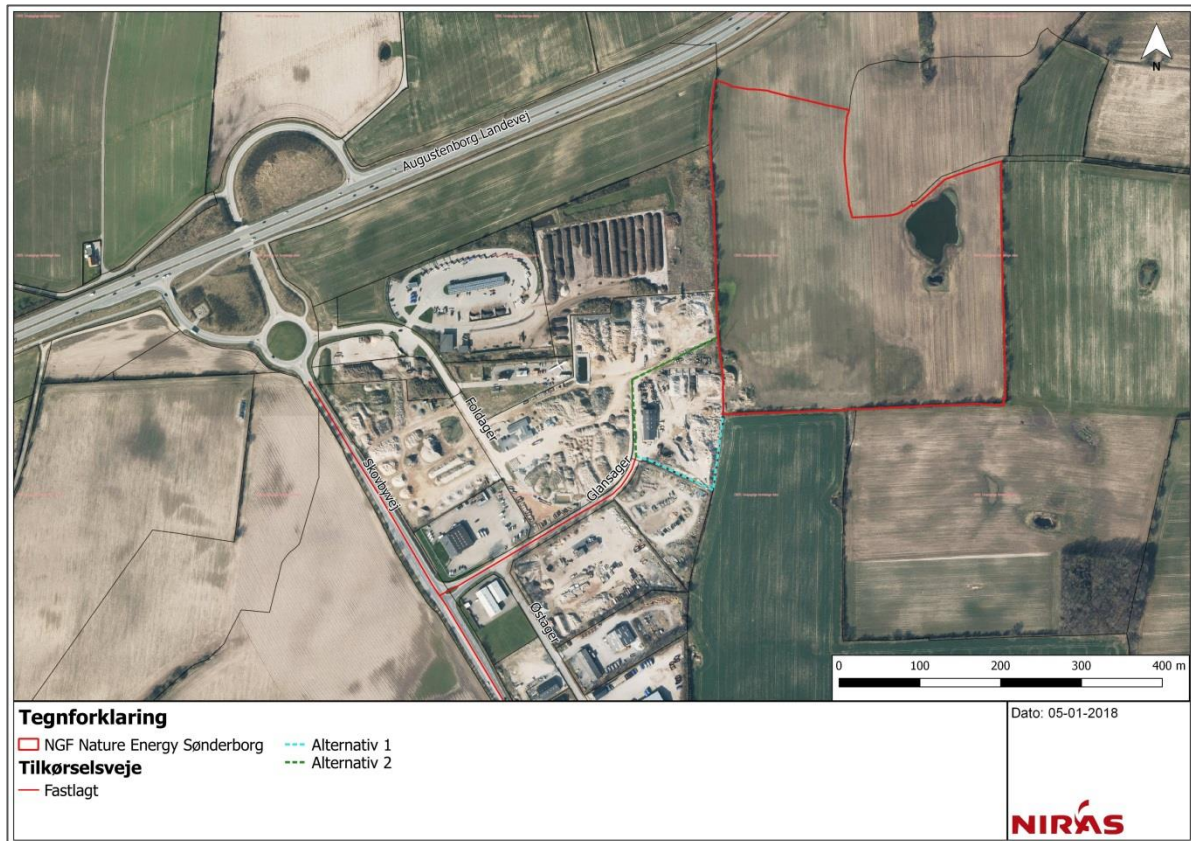 N
Augustenborg Landevej
Foldager
Skovbyvej
Glansager
Østager
0 100 200 300 400 m
Tegnforklaring
NGF Nature Energy Sønderborg
Tilkørselsveje
Fastlagt
Alternativ 1
Alternativ 2
Dato: 05-01-2018
NIRÁS